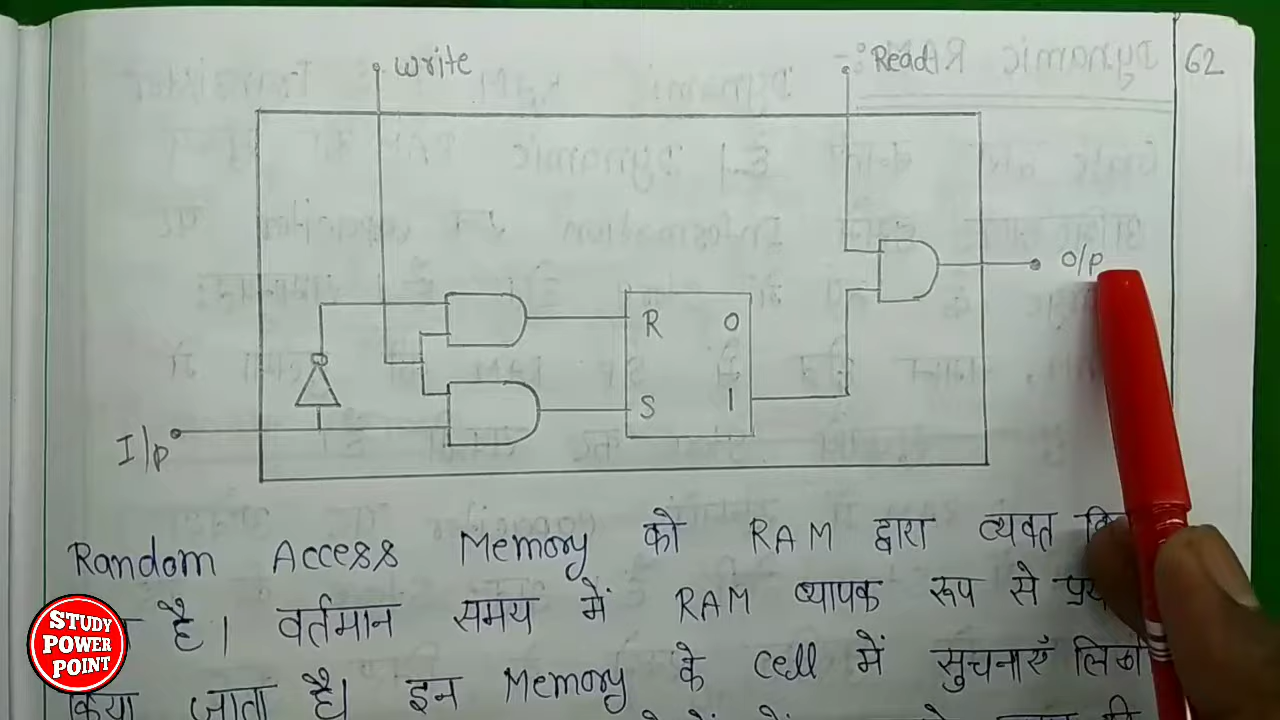 Write
Read
62
O/p
R
O
S
1
I/p
Random Access Memory को RAM द्वारा व्यक्त
है। वर्तमान समय में RAM व्यापक रूप से
किया जाता है। इन Memory के cell में सुचनाएँ
STUDY
POWER
POINT